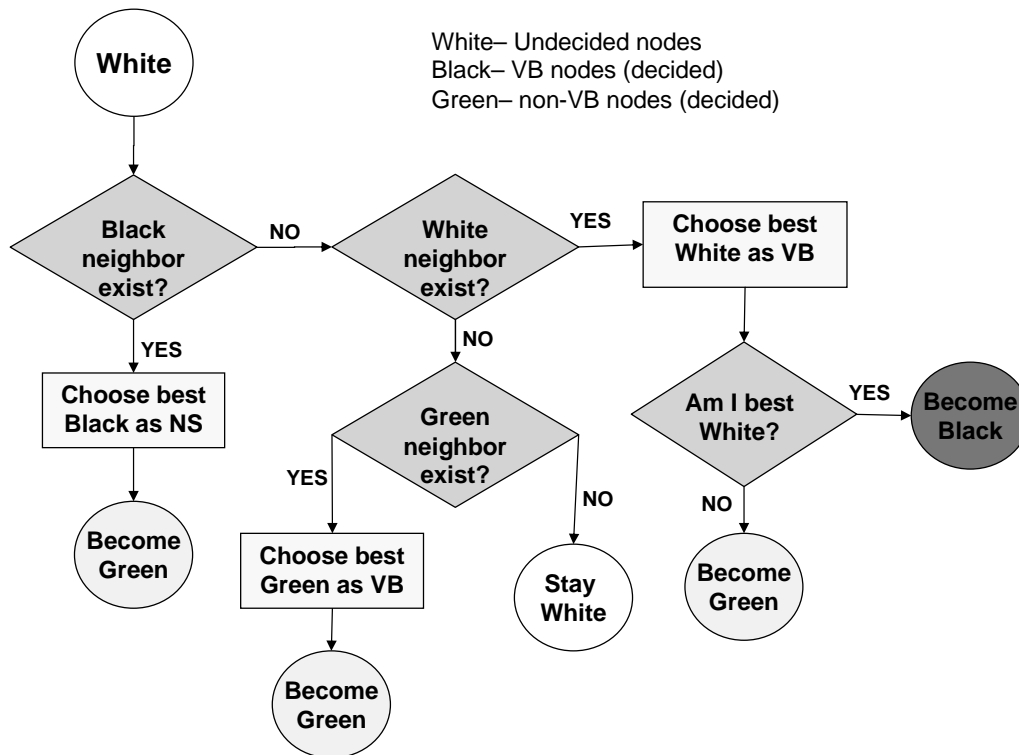 White
White– Undecided nodes
Black– VB nodes (decided)
Green– non-VB nodes (decided)
Black
neighbor
exist?
NO
White
neighbor
exist?
YES
Choose best
White as VB
YES
NO
Choose best
Black as NS
Green
neighbor
exist?
Am I best
White?
YES
Become
Black
YES
NO
NO
Become
Green
Choose best
Green as VB
Stay
White
Become
Green
Become
Green